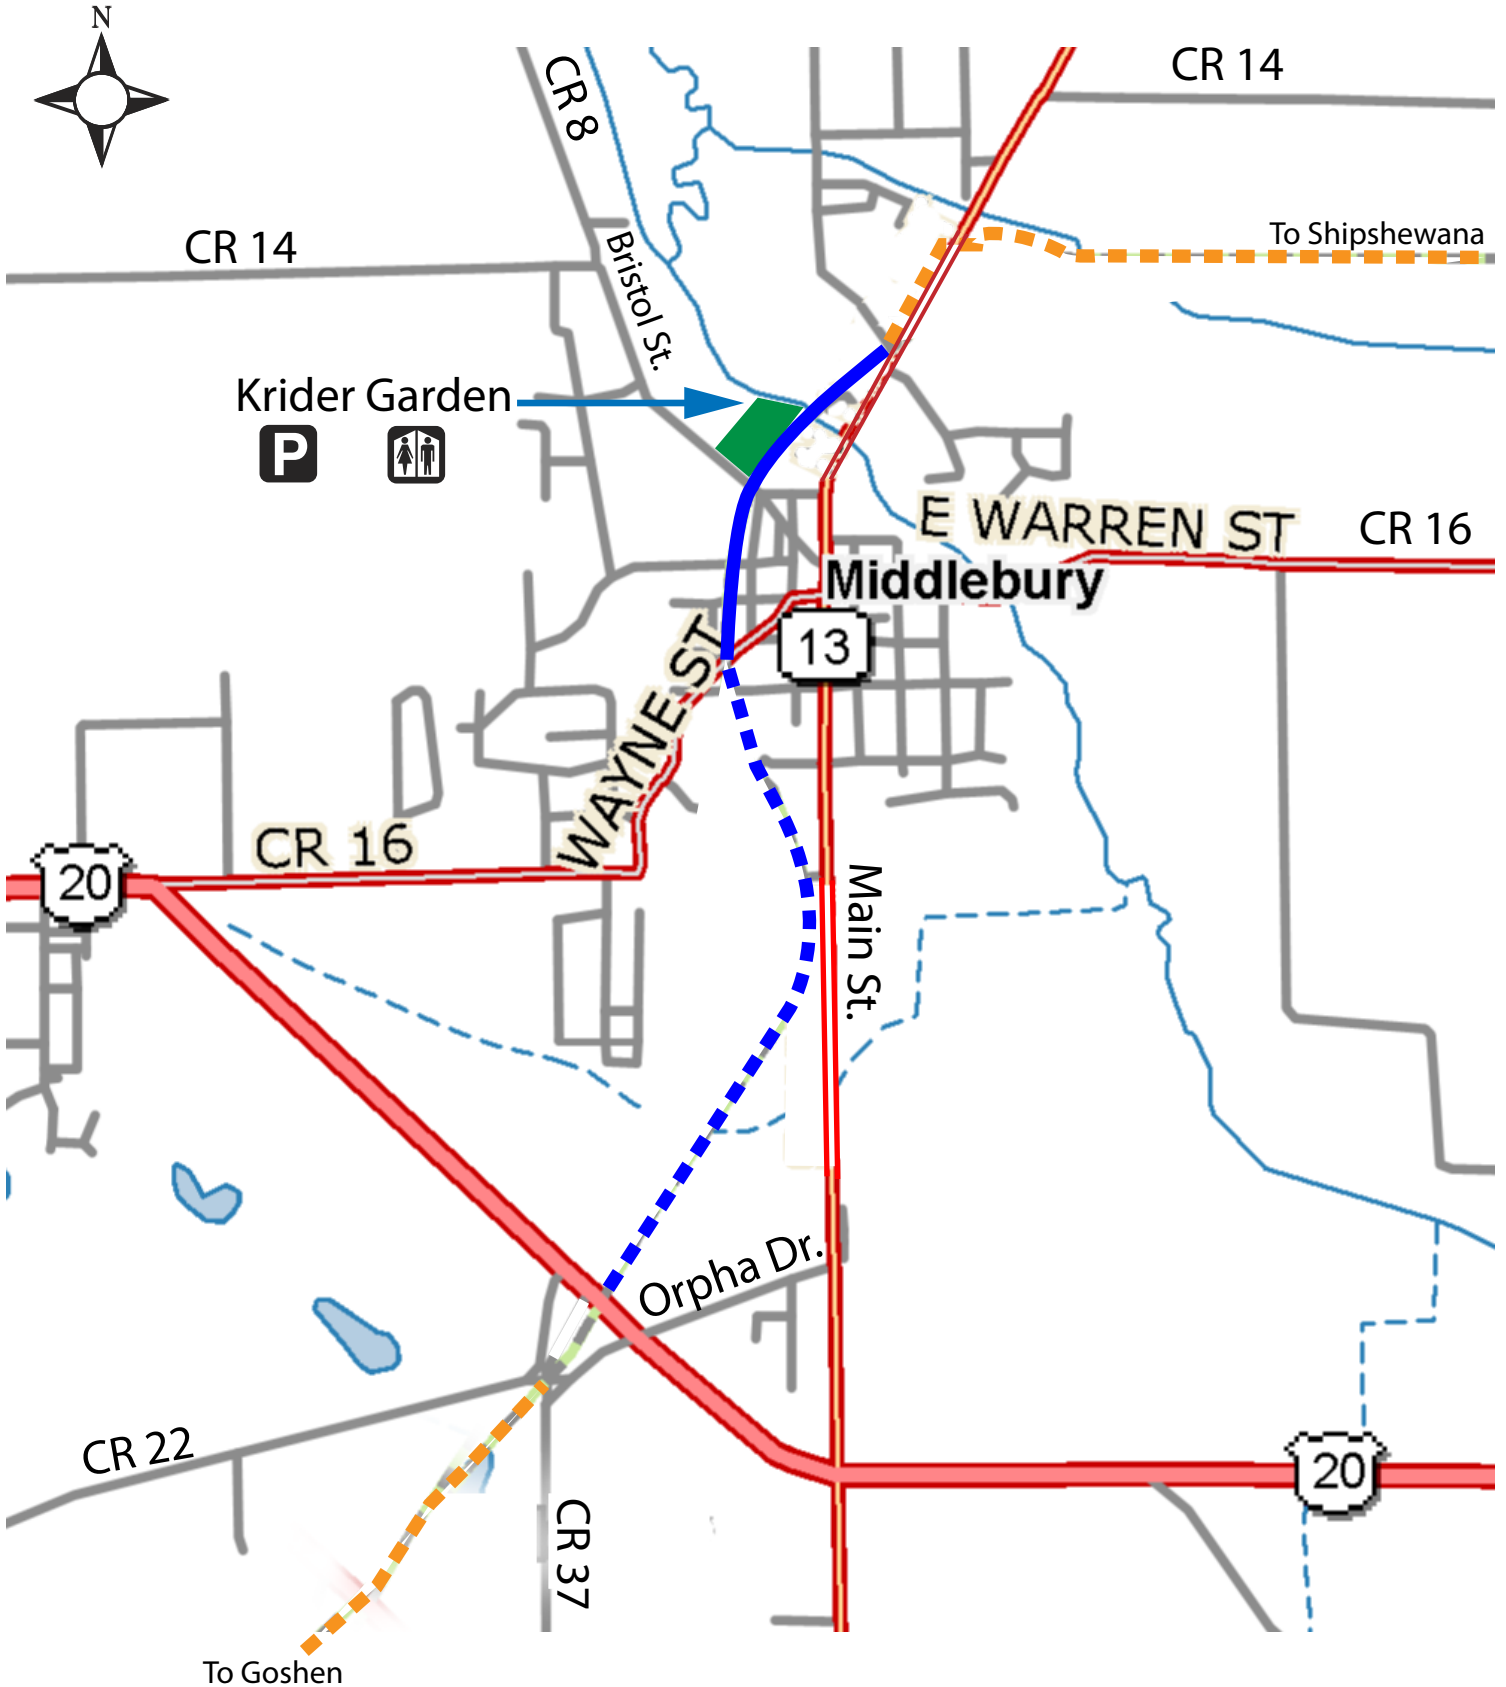 N
CR 14
CR 8
CR 14
To Shipshewana
Bristol St.
Krider Garden
P
E WARREN ST
CR 16
Middlebury
13
WAYNE ST
CR 16
20
Main St.
Orpha Dr.
CR 22
20
CR 37
To Goshen